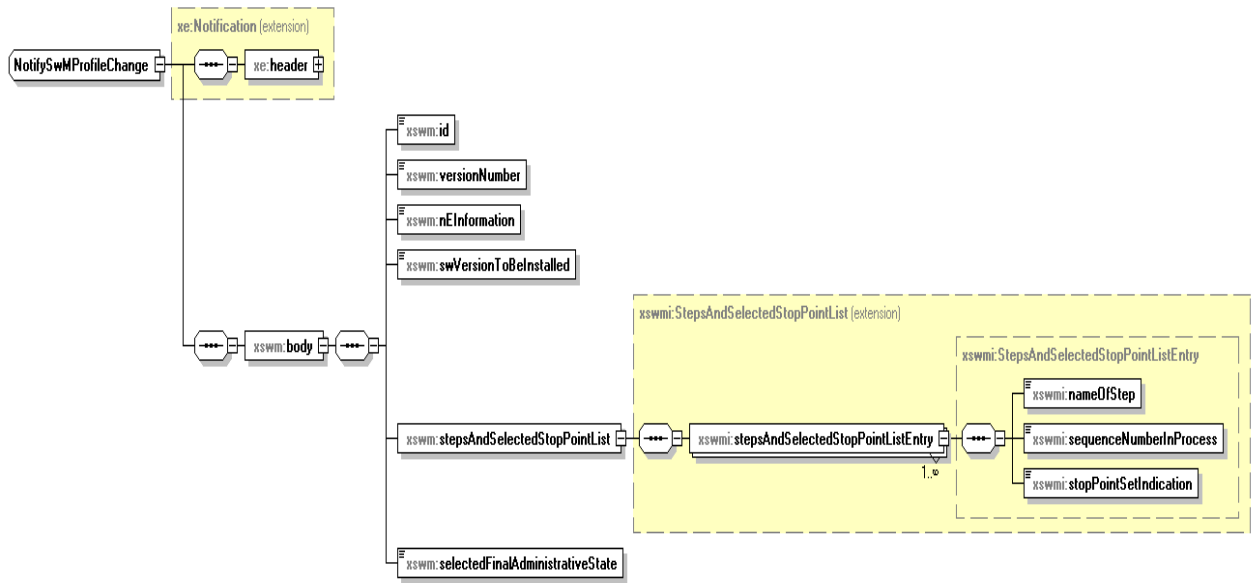 xe:Notification (extension)
NotifySwMProfileChange
xe:header
xswm:id
xswm:versionNumber
xswm:nEInformation
xswm:swVersionToBeInstalled
xswmi:StepsAndSelectedStopPointList (extension)
xswm:body
xswmi:StepsAndSelectedStopPointListEntry
xswmi:nameOfStep
xswm:stepsAndSelectedStopPointList
xswmi:stepsAndSelectedStopPointListEntry
xswmi:sequenceNumberInProcess
1..∞
xswmi:stopPointSetIndication
xswm:selectedFinalAdministrativeState